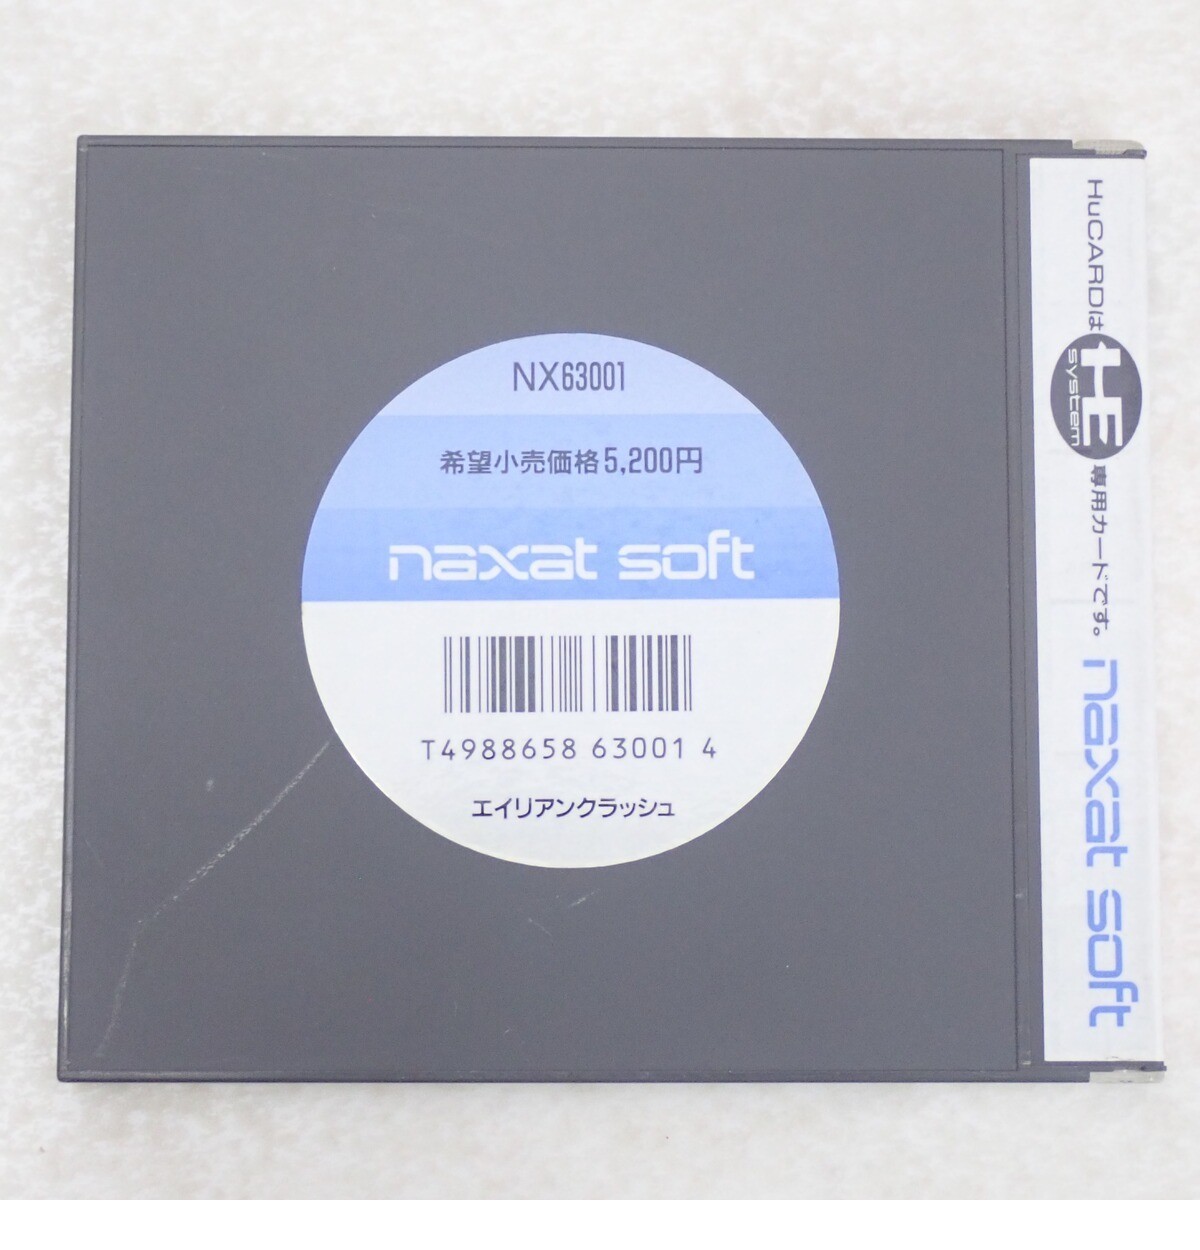 NX63001
希望小売価格5,200円
naxat soft
T4988658 63001 4
エイリアンクラッシュ
HuCARDは HE system 専用カードです。 naxat soft